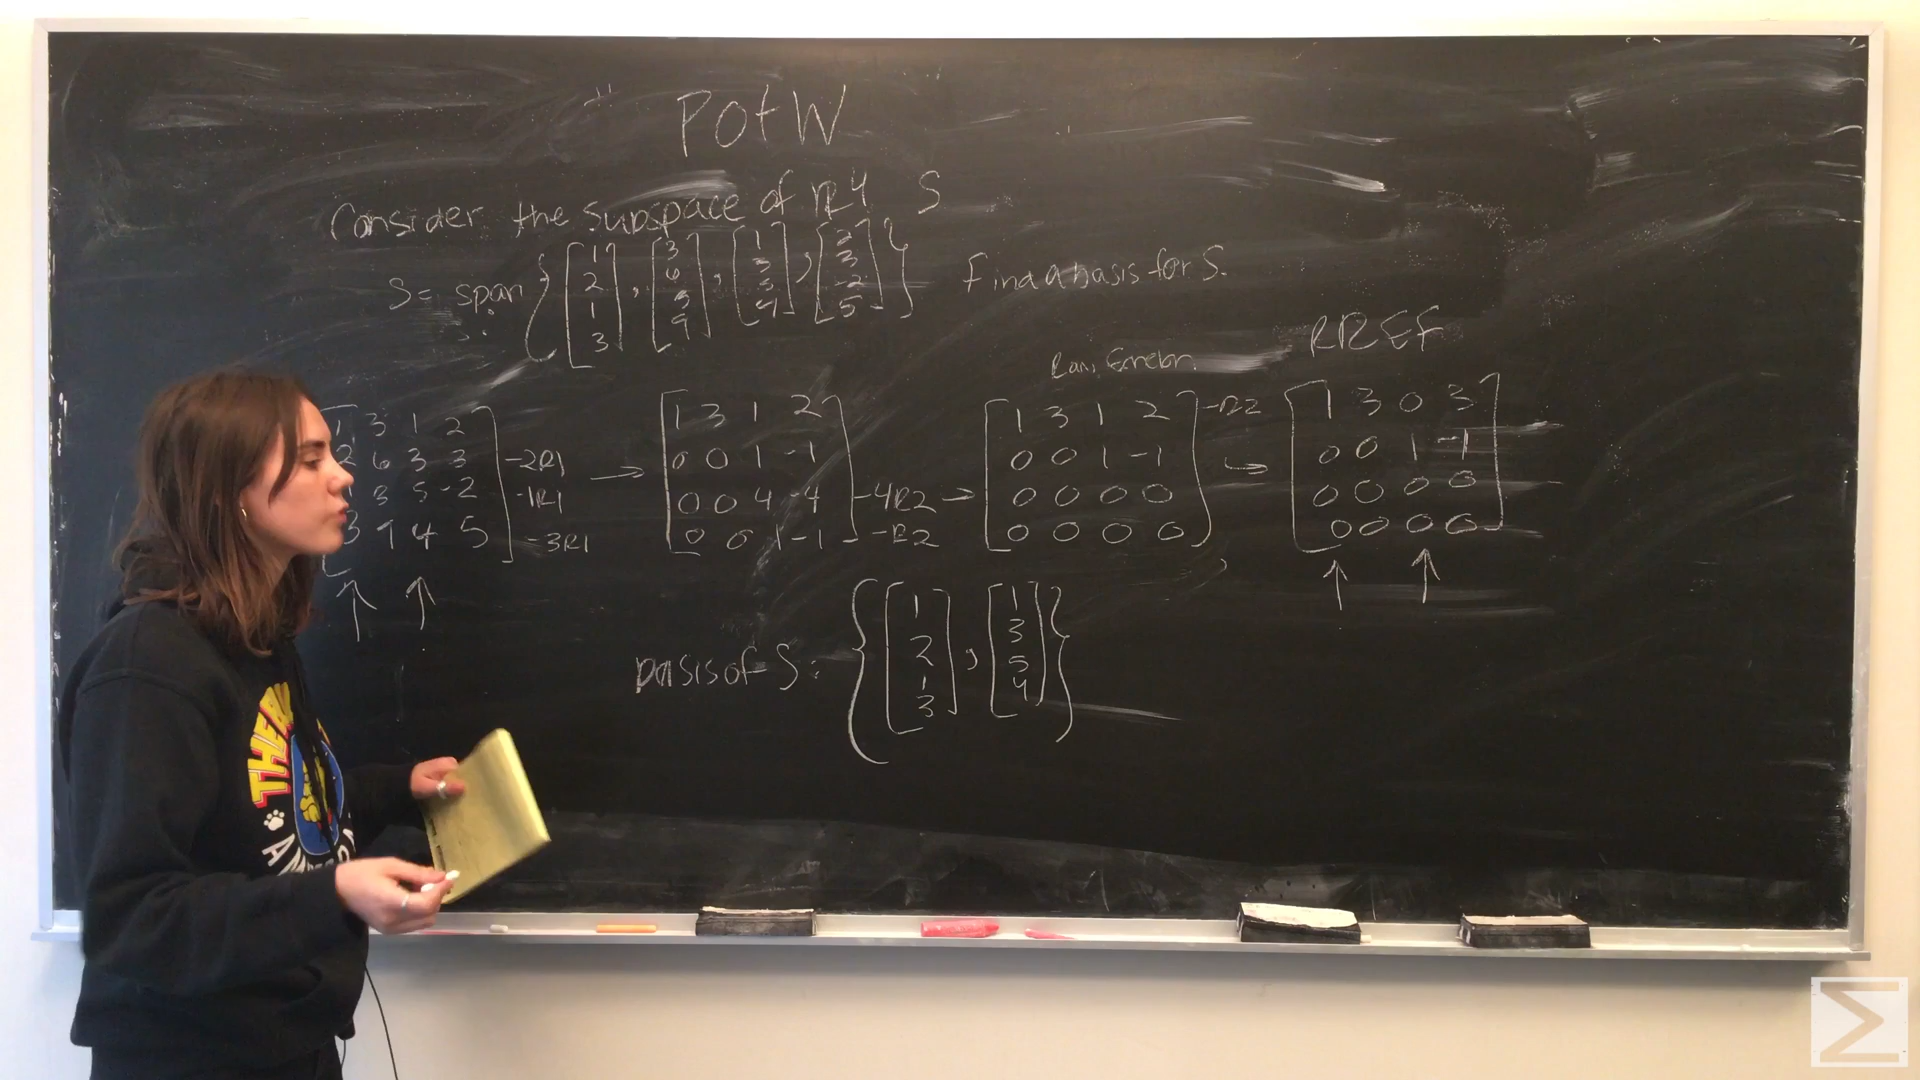 POTW
Consider the subspace of R4 S
S = span { [1 2 1 3], [3 6 3 9], [1 3 5 4], [2 3 -2 5] } Find a basis for S.
RREF
1 3 1 2
2 6 3 3 -2R1
1 3 5 -2 -1R1
3 9 4 5 -3R1
→
1 3 1 2
0 0 1 -1
0 0 4 -4 -4R2
0 0 1 -1 -R2
→
1 3 1 2 -R2
0 0 1 -1
0 0 0 0
0 0 0 0
→
1 3 0 3
0 0 1 -1
0 0 0 0
0 0 0 0
↑ ↑
↑ ↑
basis of S: { [1 2 1 3], [1 3 5 4] }
THE
Σ